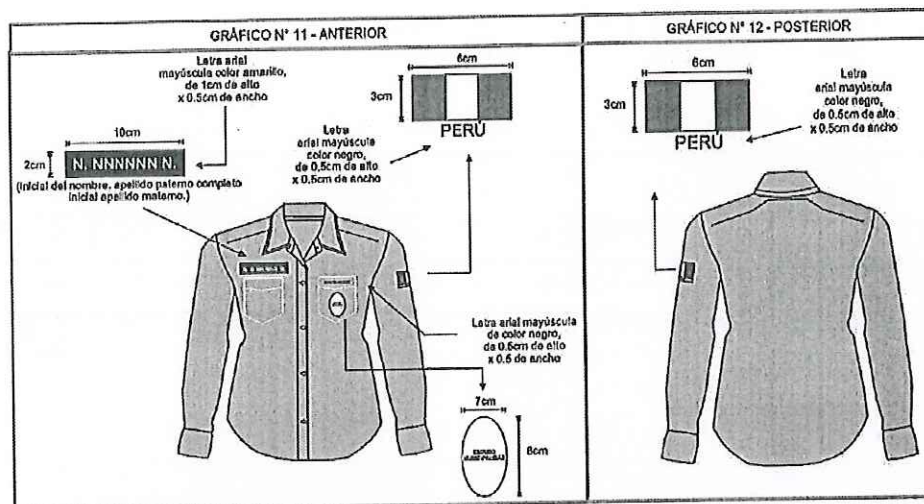 GRÁFICO N° 11 - ANTERIOR
GRÁFICO N° 12 - POSTERIOR
Letra arial
mayúscula color amarillo,
de 1cm de alto
x 0.5cm de ancho
10cm
2cm
N. NNNNNN N.
(Inicial del nombre, apellido paterno completo
inicial apellido materno.)
6cm
3cm
PERÚ
Letra
arial mayúscula
color negro,
de 0,5cm de alto
x 0,5cm de ancho
Letra arial mayúscula
de color negro,
de 0.5cm de alto
x 0.5 de ancho
7cm
8cm
6cm
3cm
PERÚ
Letra
arial mayúscula
color negro,
de 0.5cm de alto
x 0.5cm de ancho